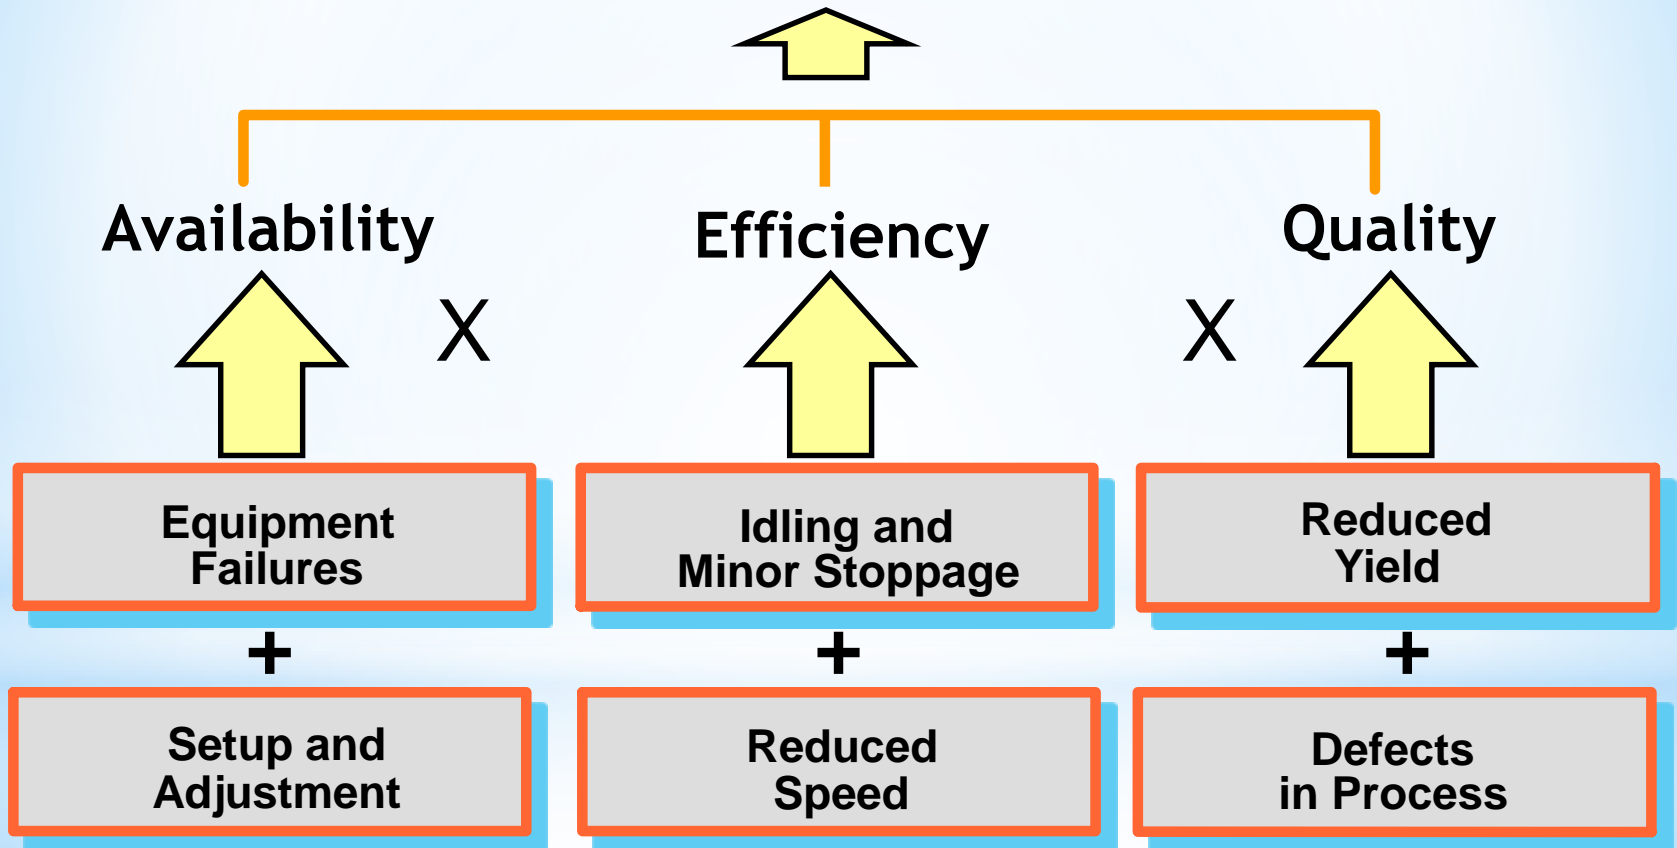 Availability
Efficiency
Quality
X
X
Equipment
Failures
Idling and
Minor Stoppage
Reduced
Yield
+
+
+
Setup and
Adjustment
Reduced
Speed
Defects
in Process